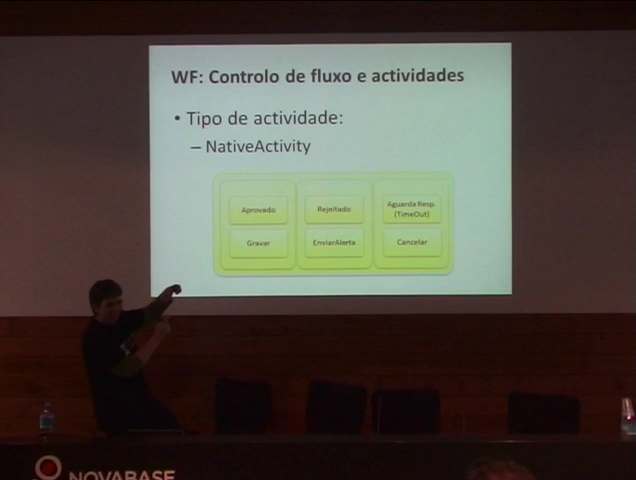 WF: Controlo de fluxo e actividades
• Tipo de actividade:
– NativeActivity
Aprovado
Rejeitado
Aguarda Resp.
(TimeOut)
Gravar
EnviarAlerta
Cancelar
NOVABASE